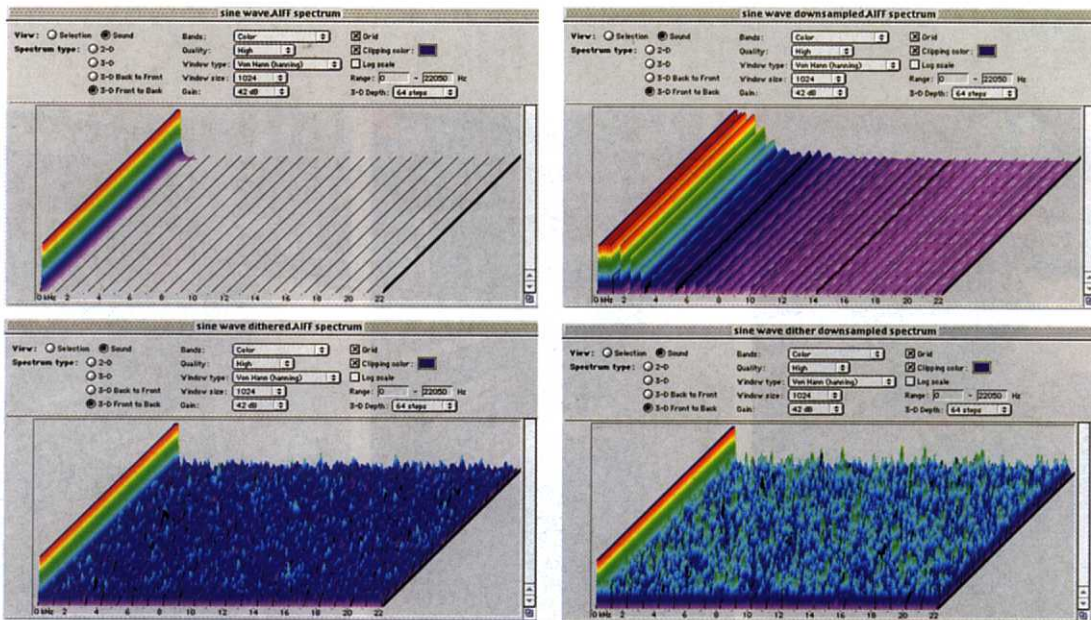 sine wave.AIFF spectrum
View: Selection Sound
Bands: Color
Grid
Spectrum type: 2-D
Quality: High
Clipping color:
3-D
Window type: Von Hann (hanning)
Log scale
3-D Back to Front
Window size: 1024
Range: 0 - 22050 Hz
3-D Front to Back
Gain: 42 dB
3-D Depth: 64 steps
0 kHz 2 4 6 8 10 12 14 16 18 20 22
sine wave downsampled.AIFF spectrum
View: Selection Sound
Bands: Color
Grid
Spectrum type: 2-D
Quality: High
Clipping color:
3-D
Window type: Von Hann (hanning)
Log scale
3-D Back to Front
Window size: 1024
Range: 0 - 22050 Hz
3-D Front to Back
Gain: 42 dB
3-D Depth: 64 steps
0 kHz 2 4 6 8 10 12 14 16 18 20 22
sine wave dithered.AIFF spectrum
View: Selection Sound
Bands: Color
Grid
Spectrum type: 2-D
Quality: High
Clipping color:
3-D
Window type: Von Hann (hanning)
Log scale
3-D Back to Front
Window size: 1024
Range: 0 - 22050 Hz
3-D Front to Back
Gain: 42 dB
3-D Depth: 64 steps
0 kHz 2 4 6 8 10 12 14 16 18 20 22
sine wave dither downsampled spectrum
View: Selection Sound
Bands: Color
Grid
Spectrum type: 2-D
Quality: High
Clipping color:
3-D
Window type: Von Hann (hanning)
Log scale
3-D Back to Front
Window size: 1024
Range: 0 - 22050 Hz
3-D Front to Back
Gain: 42 dB
3-D Depth: 64 steps
0 kHz 2 4 6 8 10 12 14 16 18 20 22